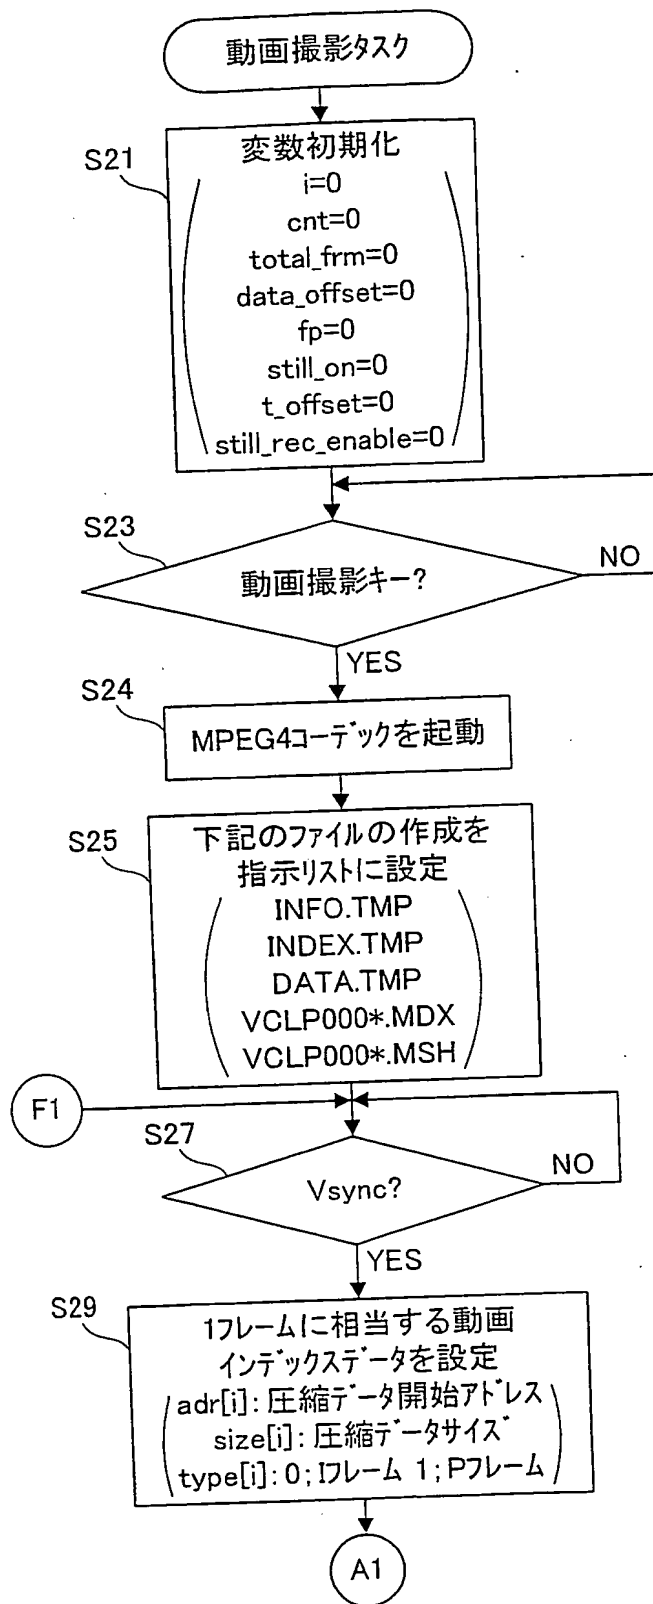 動画撮影タスク
S21
変数初期化
i=0
cnt=0
total_frm=0
data_offset=0
fp=0
still_on=0
t_offset=0
still_rec_enable=0
S23
動画撮影キー?
NO
YES
S24
MPEG4コーデックを起動
S25
下記のファイルの作成を
指示リストに設定
INFO.TMP
INDEX.TMP
DATA.TMP
VCLP000*.MDX
VCLP000*.MSH
F1
S27
Vsync?
NO
YES
S29
1フレームに相当する動画
インデックスデータを設定
adr[i]:圧縮データ開始アドレス
size[i]:圧縮データサイズ
type[i]:0;Iフレーム 1;Pフレーム
A1